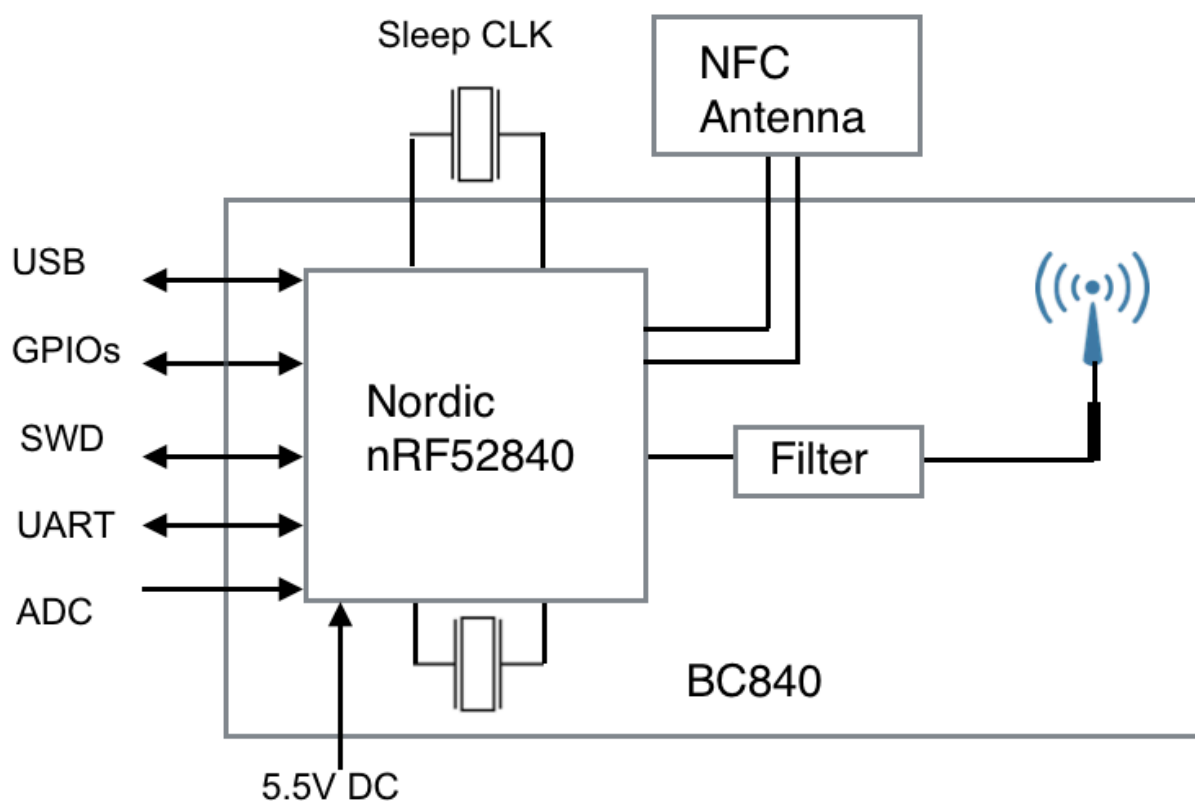 Sleep CLK
NFC
Antenna
USB
GPIOs
SWD
UART
ADC
Nordic
nRF52840
Filter
BC840
5.5V DC